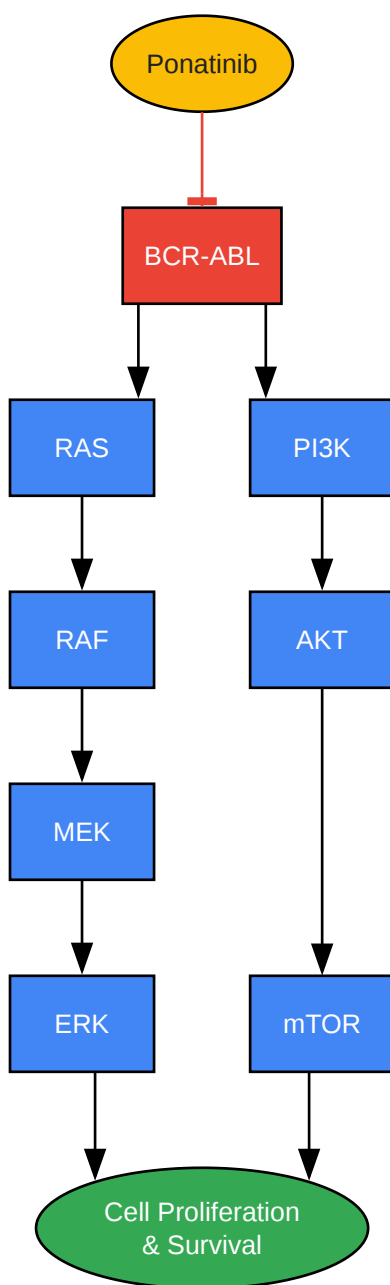 Ponatinib
BCR-ABL
RAS
PI3K
RAF
AKT
MEK
ERK
mTOR
Cell Proliferation
& Survival